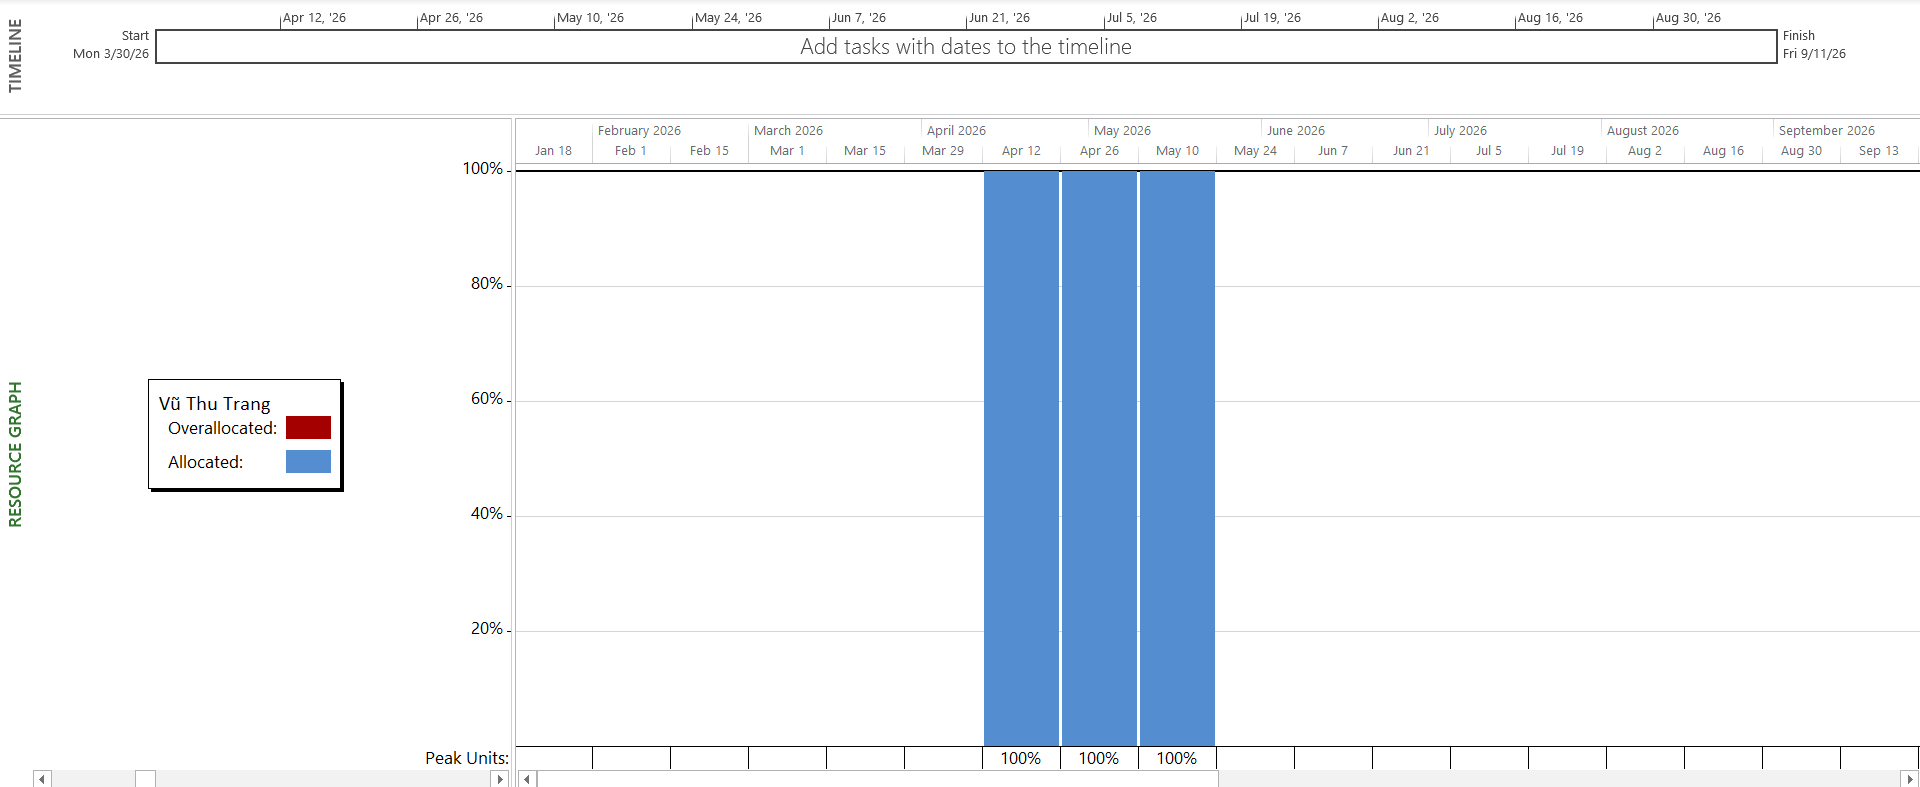 TIMELINE
Apr 12, '26 Apr 26, '26 May 10, '26 May 24, '26 Jun 7, '26 Jun 21, '26 Jul 5, '26 Jul 19, '26 Aug 2, '26 Aug 16, '26 Aug 30, '26
Start
Mon 3/30/26
Add tasks with dates to the timeline
Finish
Fri 9/11/26
RESOURCE GRAPH
Vũ Thu Trang
Overallocated:
Allocated:
February 2026 March 2026 April 2026 May 2026 June 2026 July 2026 August 2026 September 2026
Jan 18 Feb 1 Feb 15 Mar 1 Mar 15 Mar 29 Apr 12 Apr 26 May 10 May 24 Jun 7 Jun 21 Jul 5 Jul 19 Aug 2 Aug 16 Aug 30 Sep 13
100%
80%
60%
40%
20%
Peak Units: 100% 100% 100%